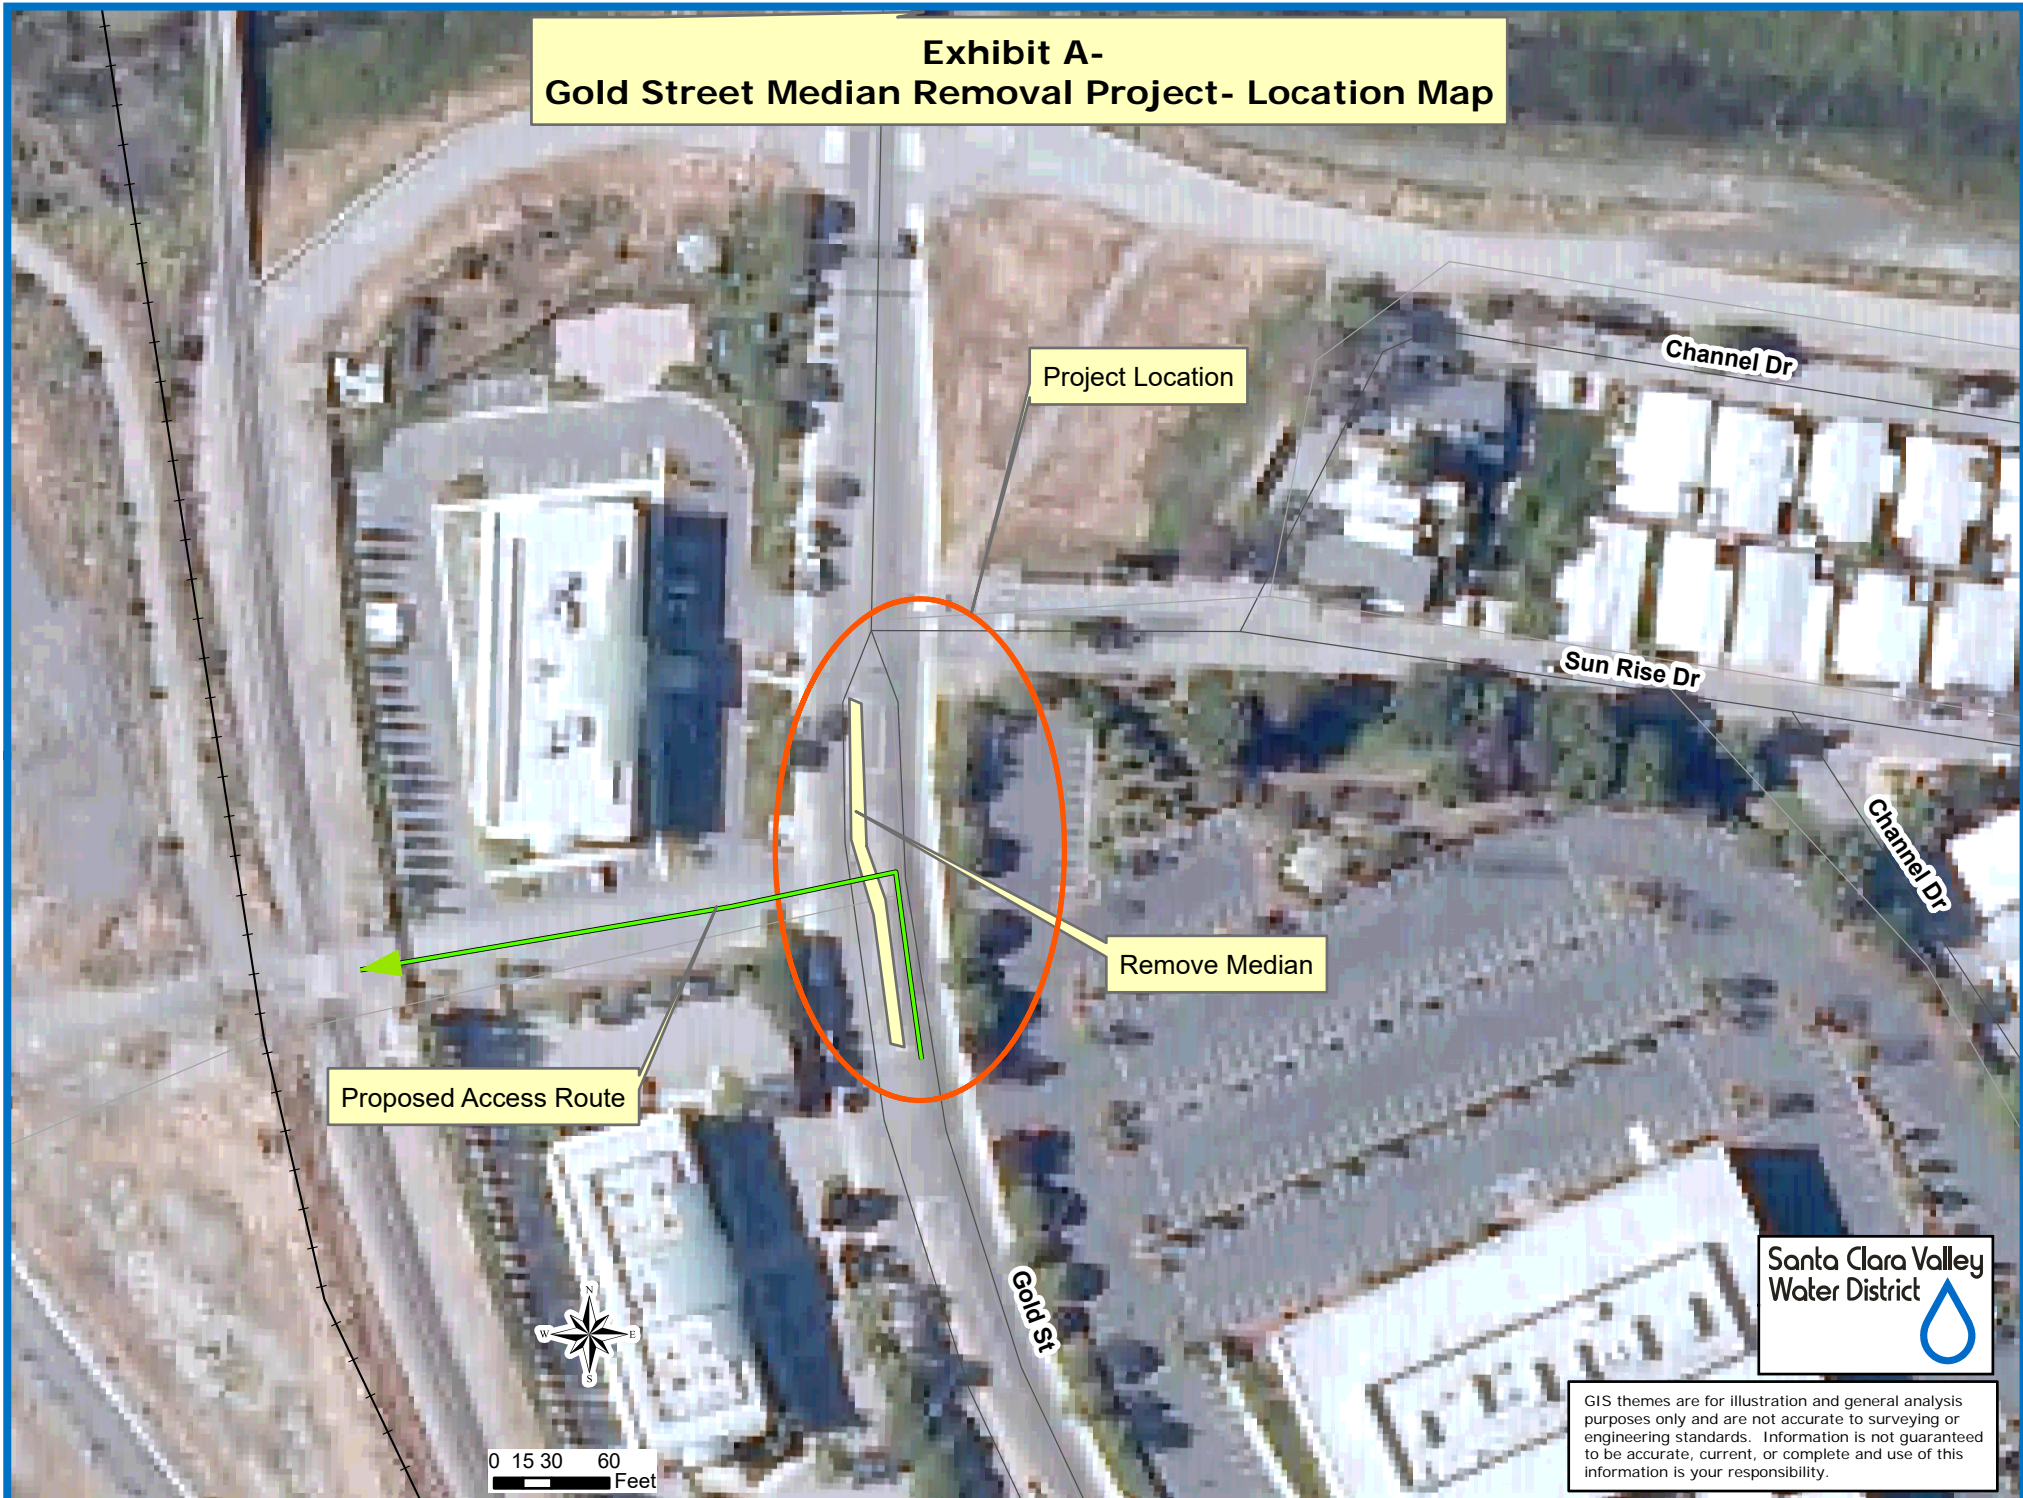 Exhibit A-
Gold Street Median Removal Project- Location Map
Project Location
Channel Dr
Sun Rise Dr
Channel Dr
Remove Median
Proposed Access Route
Gold St
N
W E
S
0 15 30 60
Feet
Santa Clara Valley
Water District
GIS themes are for illustration and general analysis
purposes only and are not accurate to surveying or
engineering standards. Information is not guaranteed
to be accurate, current, or complete and use of this
information is your responsibility.